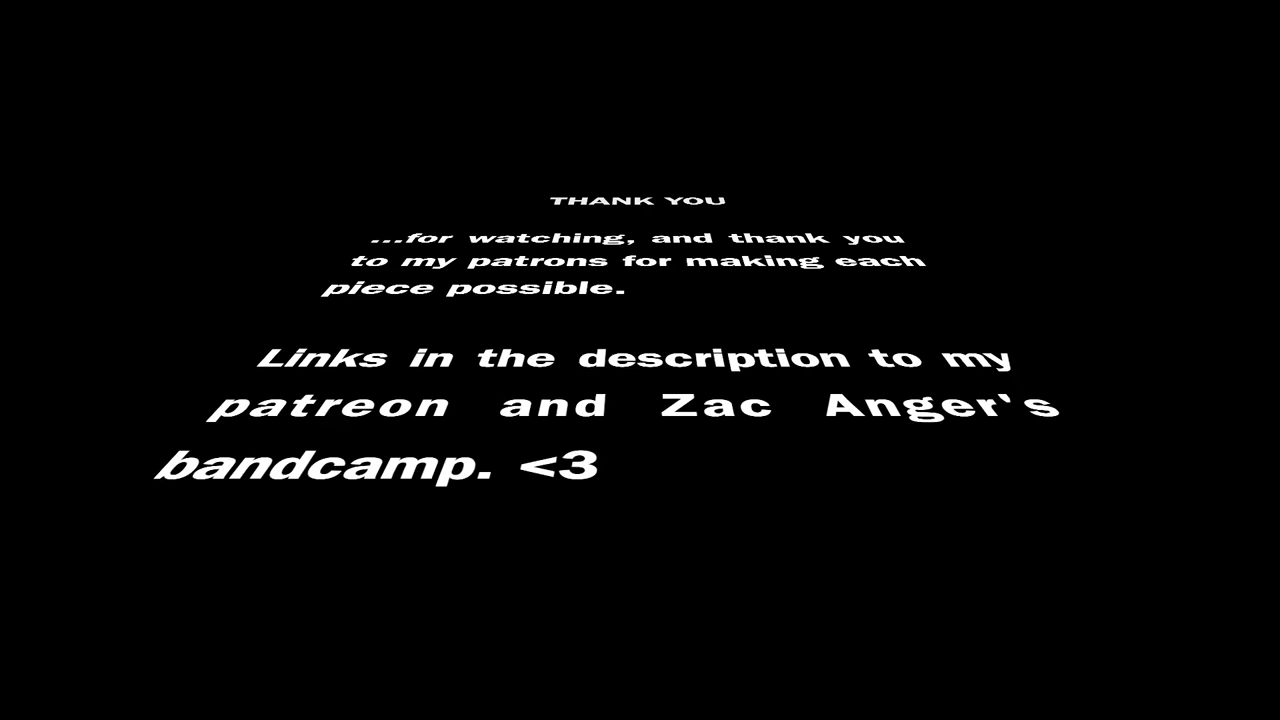 THANK YOU
...for watching, and thank you
to my patrons for making each
piece possible.
Links in the description to my
patreon and Zac Anger's
bandcamp. <3